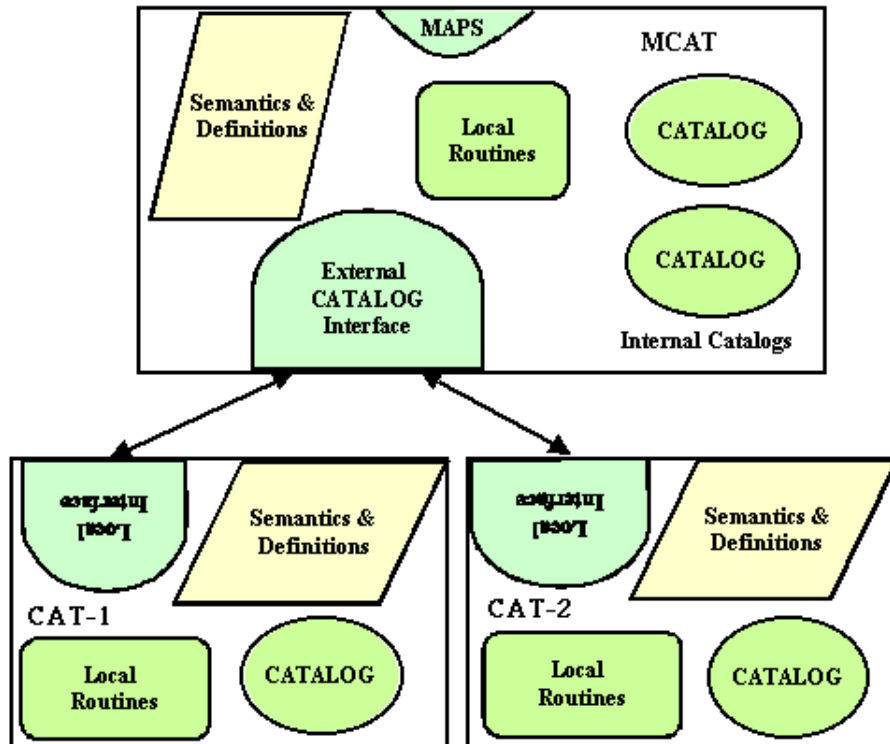 MAPS
MCAT
Semantics &
Definitions
Local
Routines
CATALOG
CATALOG
External
CATALOG
Interface
Internal Catalogs
Local
Interface
Semantics &
Definitions
CAT-1
Local
Routines
CATALOG
Local
Interface
Semantics &
Definitions
CAT-2
Local
Routines
CATALOG